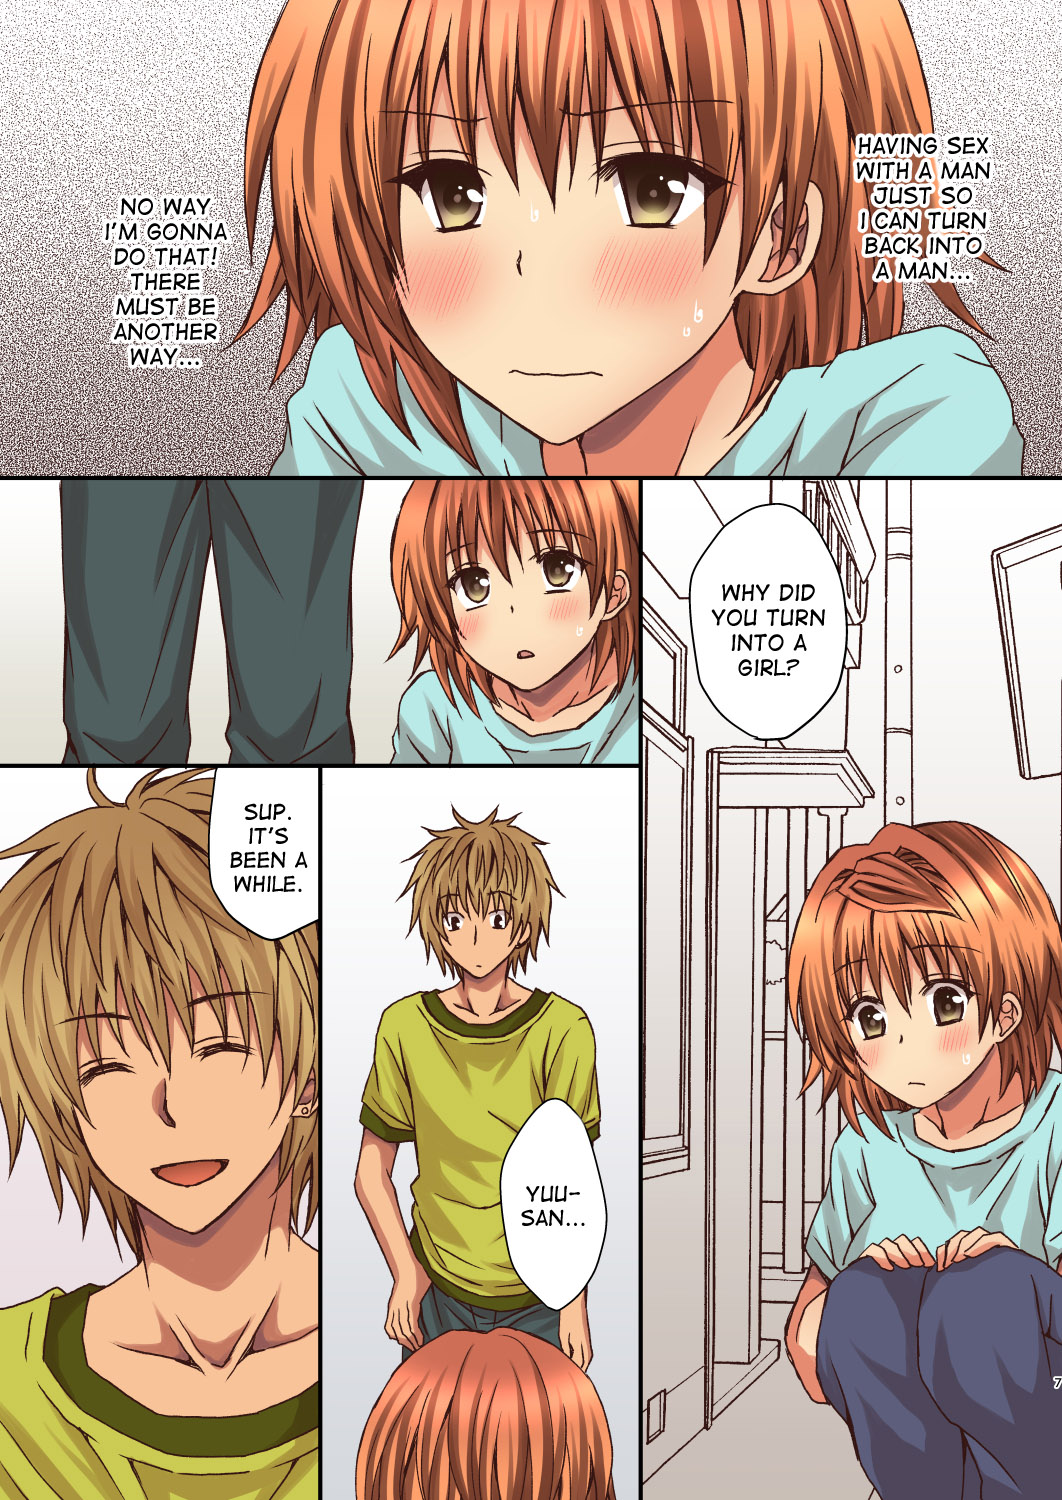 HAVING SEX
WITH A MAN
JUST SO
I CAN TURN
BACK INTO
A MAN...
NO WAY
I'M GONNA
DO THAT!
THERE
MUST BE
ANOTHER
WAY...
WHY DID
YOU TURN
INTO A
GIRL?
YUU-
SAN...
SUP.
IT'S
BEEN A
WHILE.
7